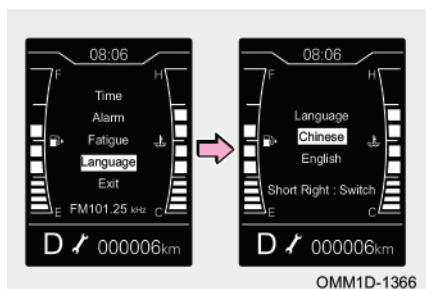 08:06
F H
Time
Alarm
Fatigue
Language
Exit
E FM101.25 kHz C
D 000006km
08:06
F H
Language
Chinese
English
Short Right : Switch
E C
D 000006km
OMM1D-1366